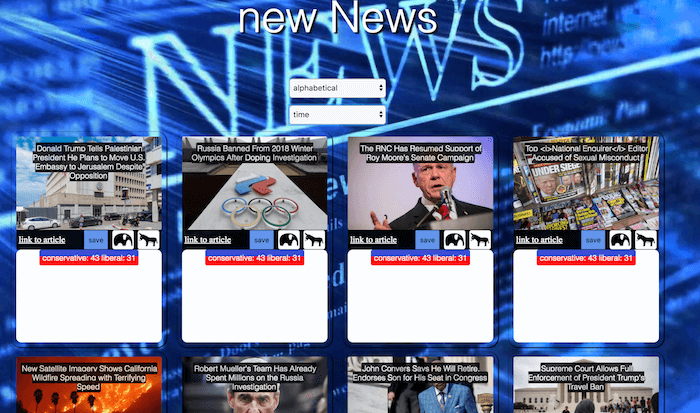 new News
NEWS
internet
alphabetical
time
Donald Trump Tells Palestinian
President He Plans to Move U.S.
Embassy to Jerusalem Despite
Opposition
Russia Banned From 2018 Winter
Olympics After Doping Investigation
The RNC Has Resumed Support of
Roy Moore's Senate Campaign
Top <i>National Enquirer</i> Editor
Accused of Sexual Misconduct
UNDER SIEGE
link to article
save
link to article
save
link to article
save
link to article
save
conservative: 43 liberal: 31
conservative: 43 liberal: 31
conservative: 43 liberal: 31
conservative: 43 liberal: 31
New Satellite Imagery Shows California
Wildfire Spreading with Terrifying
Speed
Robert Mueller's Team Has Already
Spent Millions on the Russia
Investigation
John Conyers Says He Will Retire,
Endorses Son for His Seat in Congress
Supreme Court Allows Full
Enforcement of President Trump's
Travel Ban